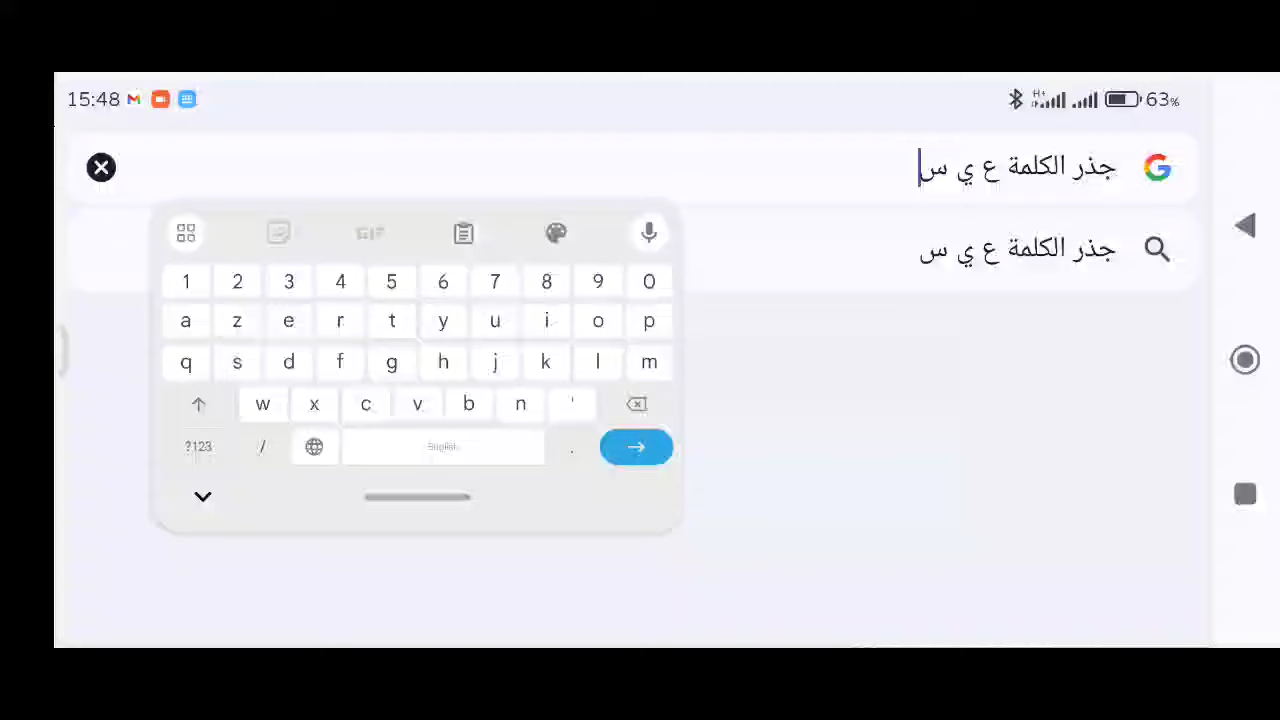 15:48
H+
63%
جذر الكلمة ع ي س
جذر الكلمة ع ي س
GIF
1 2 3 4 5 6 7 8 9 0
a z e r t y u i o p
q s d f g h j k l m
w x c v b n '
?123 / English .